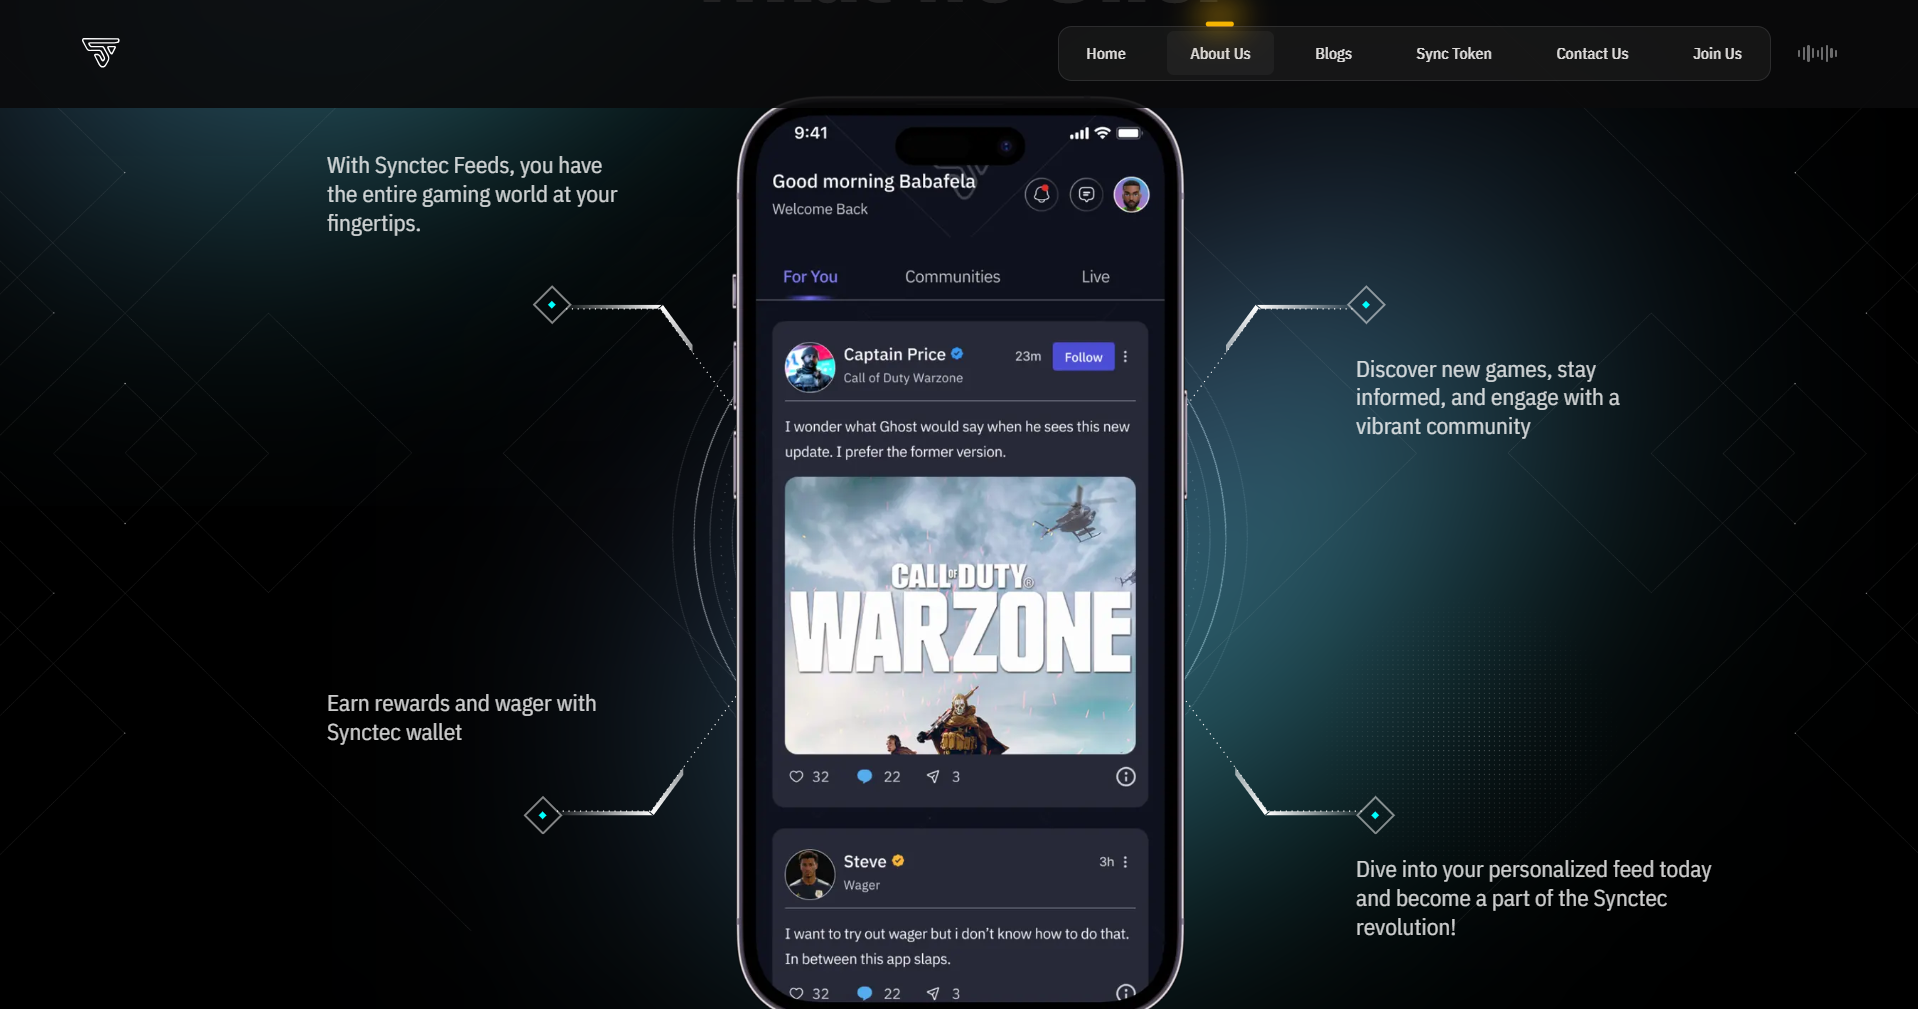 Home
About Us
Blogs
Sync Token
Contact Us
Join Us
With Synctec Feeds, you have
the entire gaming world at your
fingertips.
9:41
Good morning Babafela
Welcome Back
For You
Communities
Live
Captain Price
23m
Follow
Call of Duty Warzone
I wonder what Ghost would say when he sees this new
update. I prefer the former version.
CALL OF DUTY®
WARZONE
32
22
3
Steve
3h
Wager
I want to try out wager but i don't know how to do that.
In between this app slaps.
32
22
3
Discover new games, stay
informed, and engage with a
vibrant community
Earn rewards and wager with
Synctec wallet
Dive into your personalized feed today
and become a part of the Synctec
revolution!